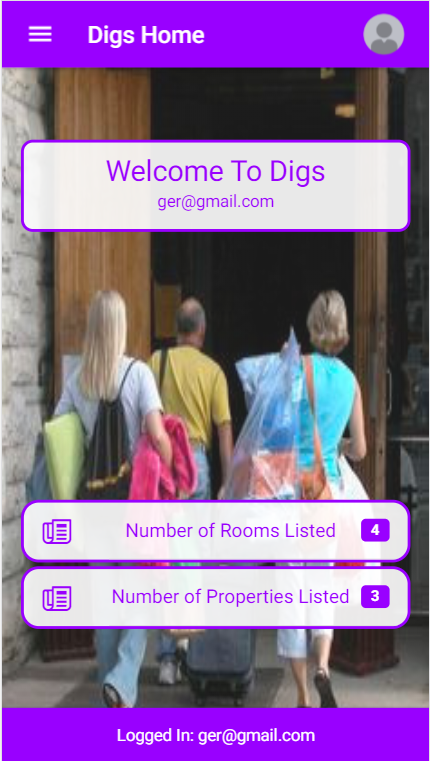 Digs Home
Welcome To Digs
ger@gmail.com
Number of Rooms Listed 4
Number of Properties Listed 3
Logged In: ger@gmail.com